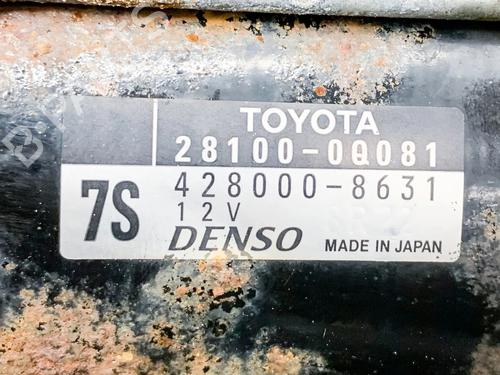 TOYOTA
28100-0Q081
7S
428000-8631
12V
DENSO
MADE IN JAPAN